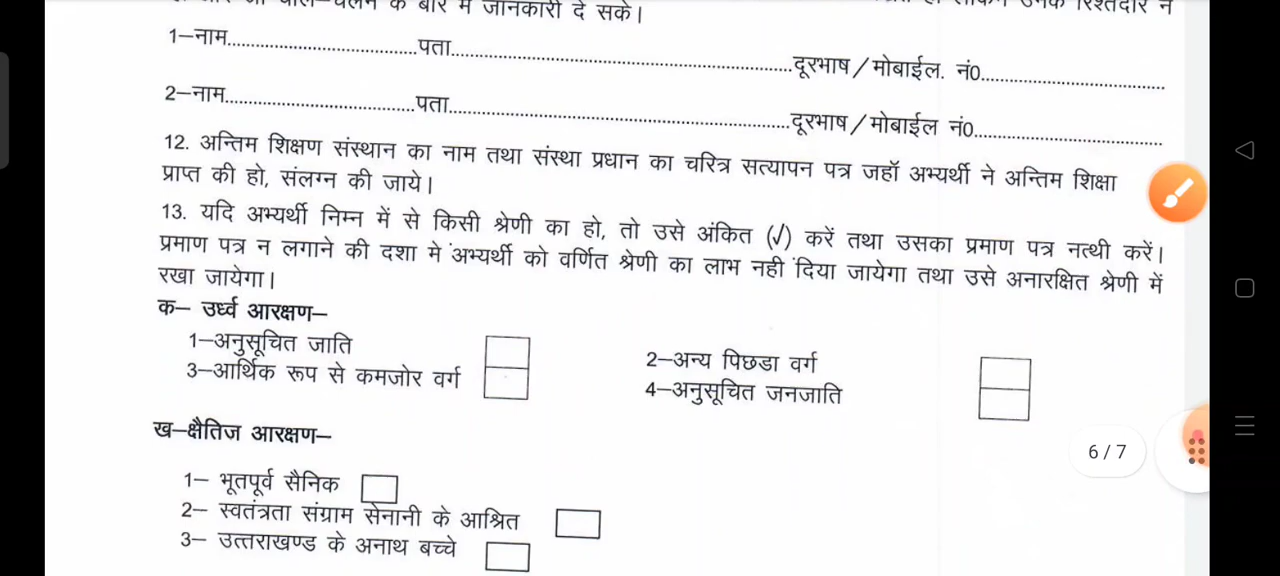 के बारे में जानकारी दे सके।
1–नाम.................................पता.............................................................दूरभाष/मोबाईल. नं0.................................
2–नाम.................................पता.............................................................दूरभाष/मोबाईल नं0.................................
12. अन्तिम शिक्षण संस्थान का नाम तथा संस्था प्रधान का चरित्र सत्यापन पत्र जहॉ अभ्यर्थी ने अन्तिम शिक्षा
प्राप्त की हो, संलग्न की जाये।
13. यदि अभ्यर्थी निम्न में से किसी श्रेणी का हो, तो उसे अंकित (√) करें तथा उसका प्रमाण पत्र नत्थी करें।
प्रमाण पत्र न लगाने की दशा मे अभ्यर्थी को वर्णित श्रेणी का लाभ नही दिया जायेगा तथा उसे अनारक्षित श्रेणी में
रखा जायेगा।
क– उर्ध्व आरक्षण–
1–अनुसूचित जाति
2–अन्य पिछडा वर्ग
3–आर्थिक रूप से कमजोर वर्ग
4–अनुसूचित जनजाति
ख–क्षैतिज आरक्षण–
6 / 7
1– भूतपूर्व सैनिक
2– स्वतंत्रता संग्राम सेनानी के आश्रित
3– उत्तराखण्ड के अनाथ बच्चे